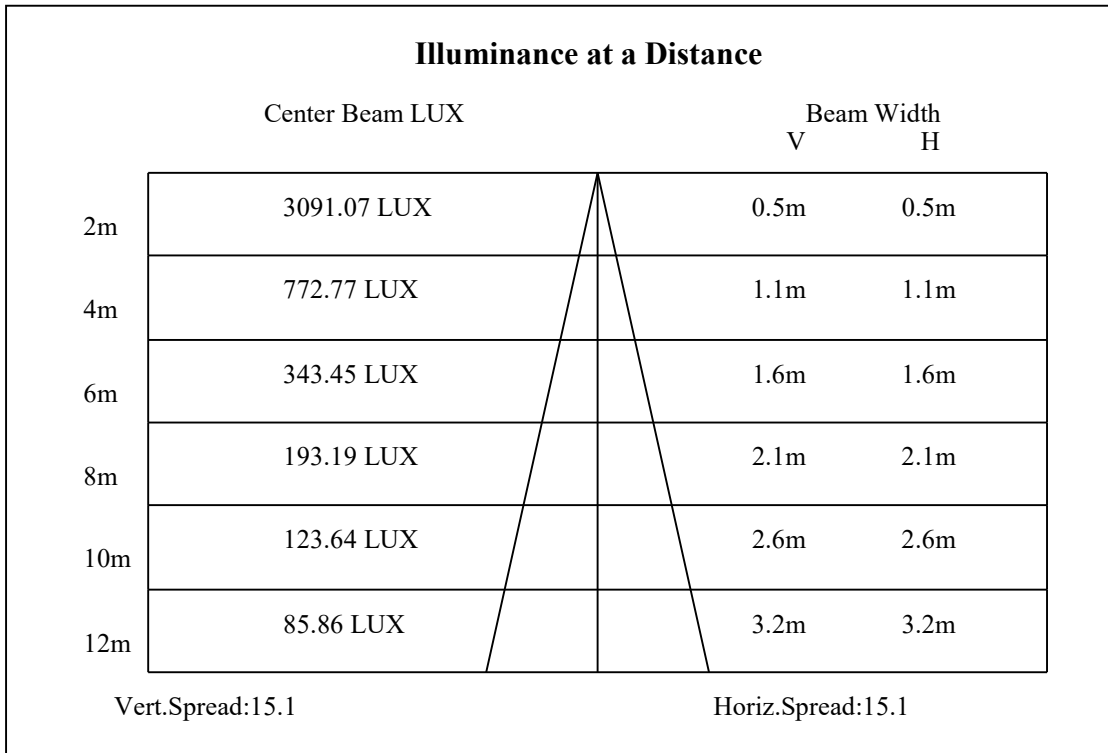 Illuminance at a Distance
Center Beam LUX Beam Width
V H
2m 3091.07 LUX 0.5m 0.5m
4m 772.77 LUX 1.1m 1.1m
6m 343.45 LUX 1.6m 1.6m
8m 193.19 LUX 2.1m 2.1m
10m 123.64 LUX 2.6m 2.6m
12m 85.86 LUX 3.2m 3.2m
Vert.Spread:15.1 Horiz.Spread:15.1